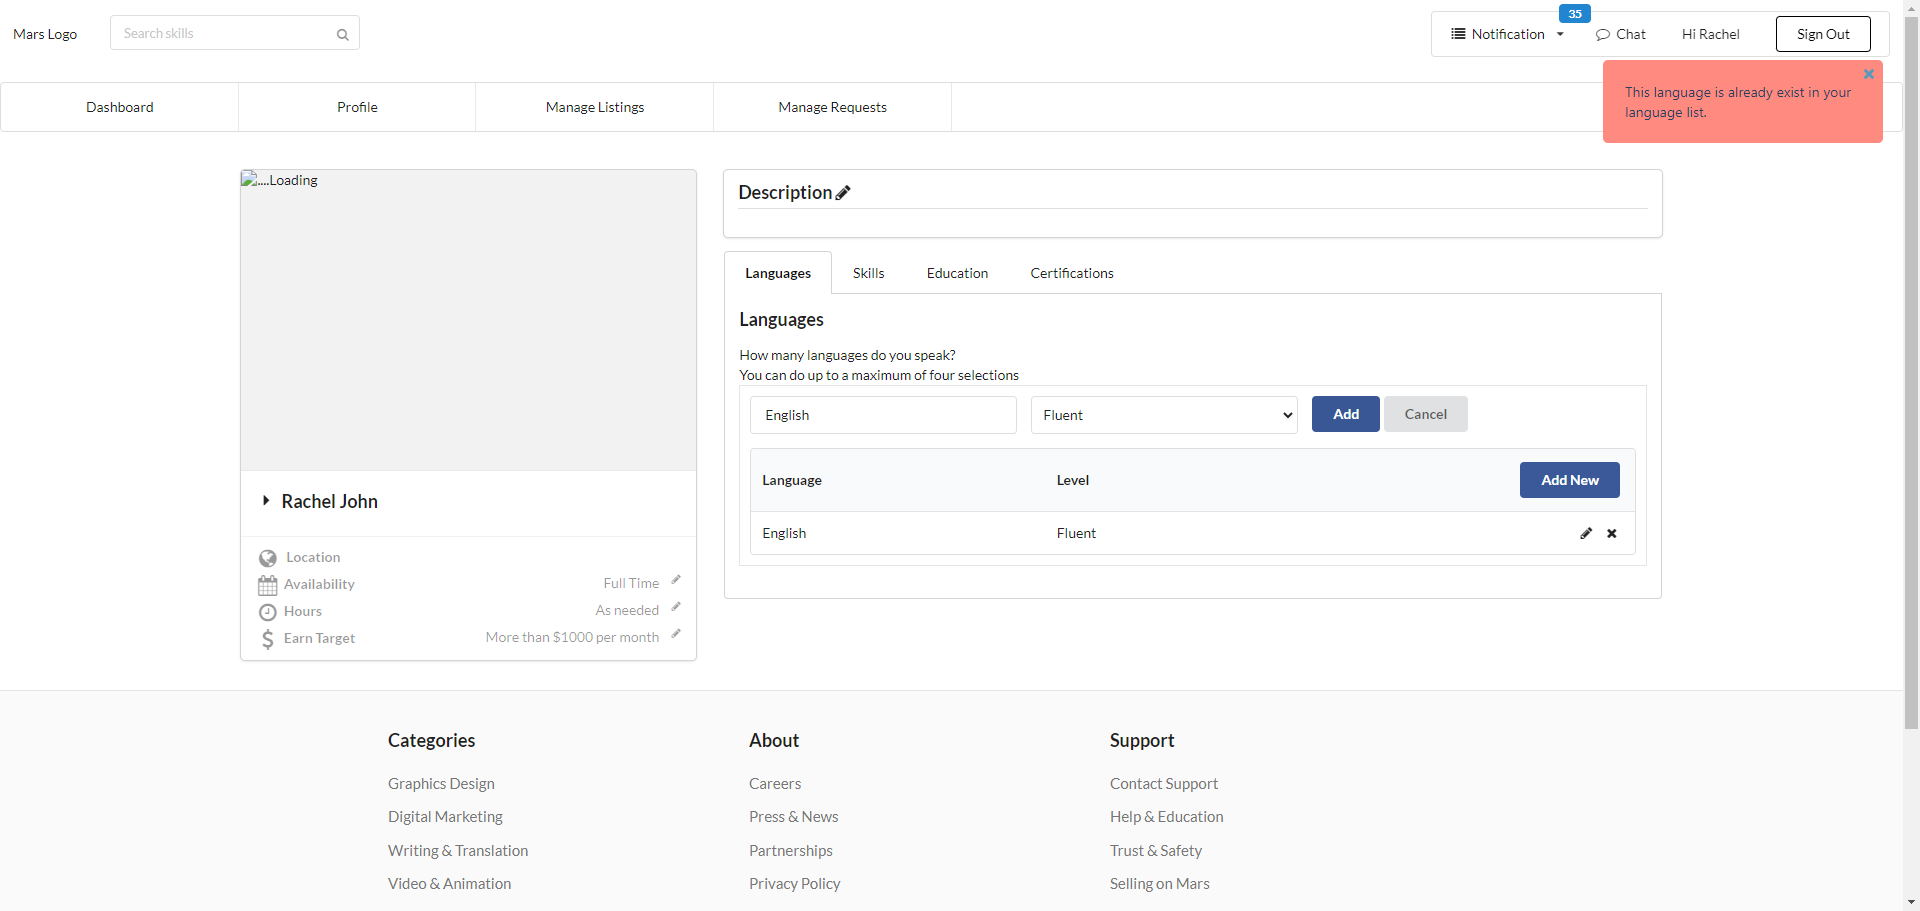 Mars Logo
Search skills
35
Notification
Chat
Hi Rachel
Sign Out
Dashboard
Profile
Manage Listings
Manage Requests
This language is already exist in your
language list.
....Loading
Rachel John
Location
Availability
Full Time
Hours
As needed
Earn Target
More than $1000 per month
Description
Languages
Skills
Education
Certifications
Languages
How many languages do you speak?
You can do up to a maximum of four selections
English
Fluent
Add
Cancel
Language
Level
Add New
English
Fluent
Categories
Graphics Design
Digital Marketing
Writing & Translation
Video & Animation
About
Careers
Press & News
Partnerships
Privacy Policy
Support
Contact Support
Help & Education
Trust & Safety
Selling on Mars